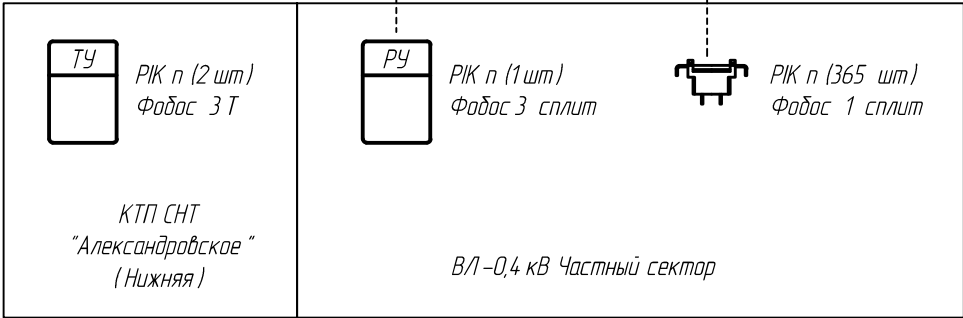 ТУ
PIK n (2 шт)
Фобос 3 Т
КТП СНТ
"Александровское"
(Нижняя)
РУ
PIK n (1 шт)
Фобос 3 сплит
PIK n (365 шт)
Фобос 1 сплит
ВЛ-0,4 кВ Частный сектор